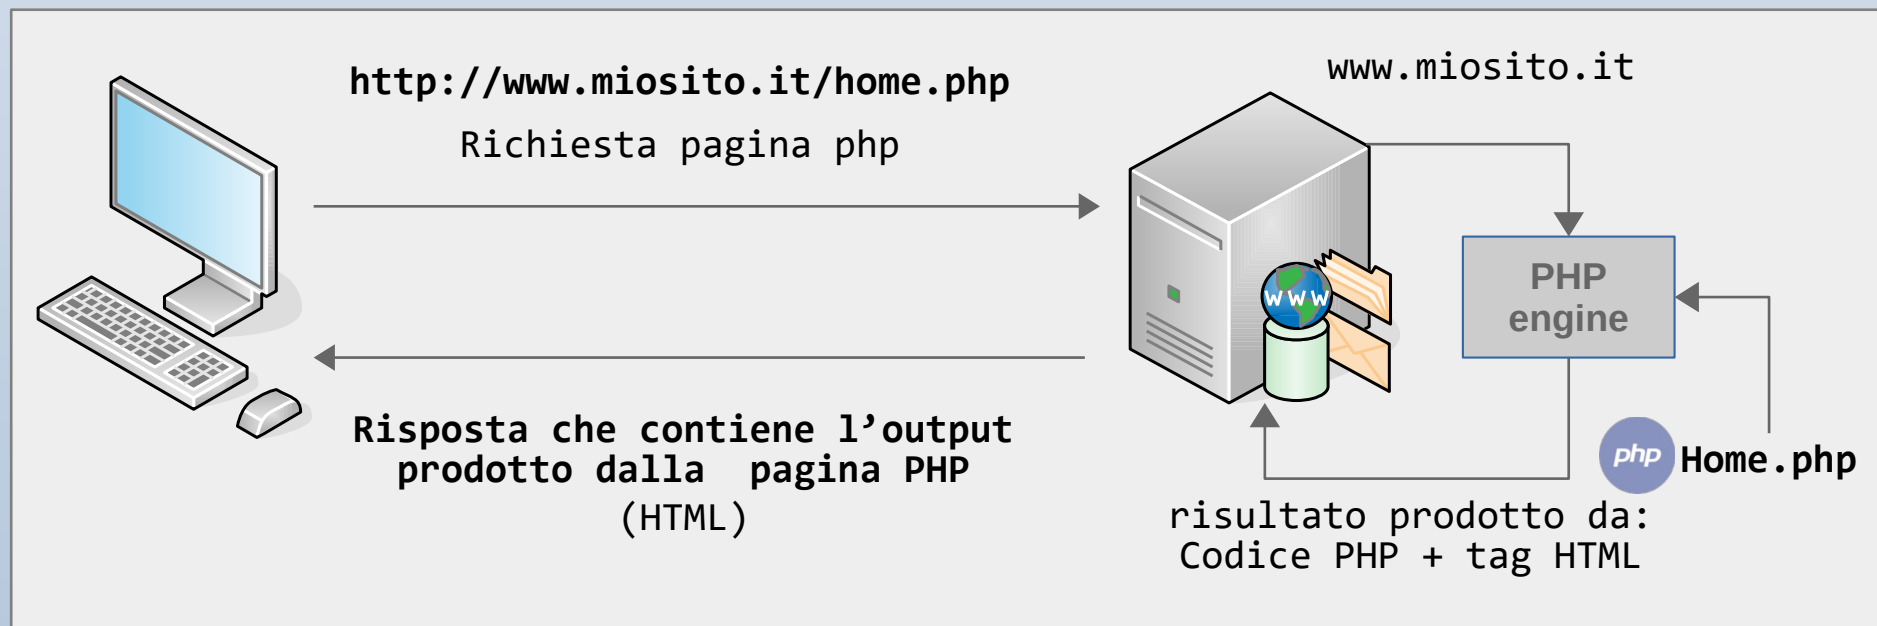 http://www.miosito.it/home.php
Richiesta pagina php
www.miosito.it
www
PHP
engine
php Home.php
Risposta che contiene l’output
prodotto dalla pagina PHP
(HTML)
risultato prodotto da:
Codice PHP + tag HTML